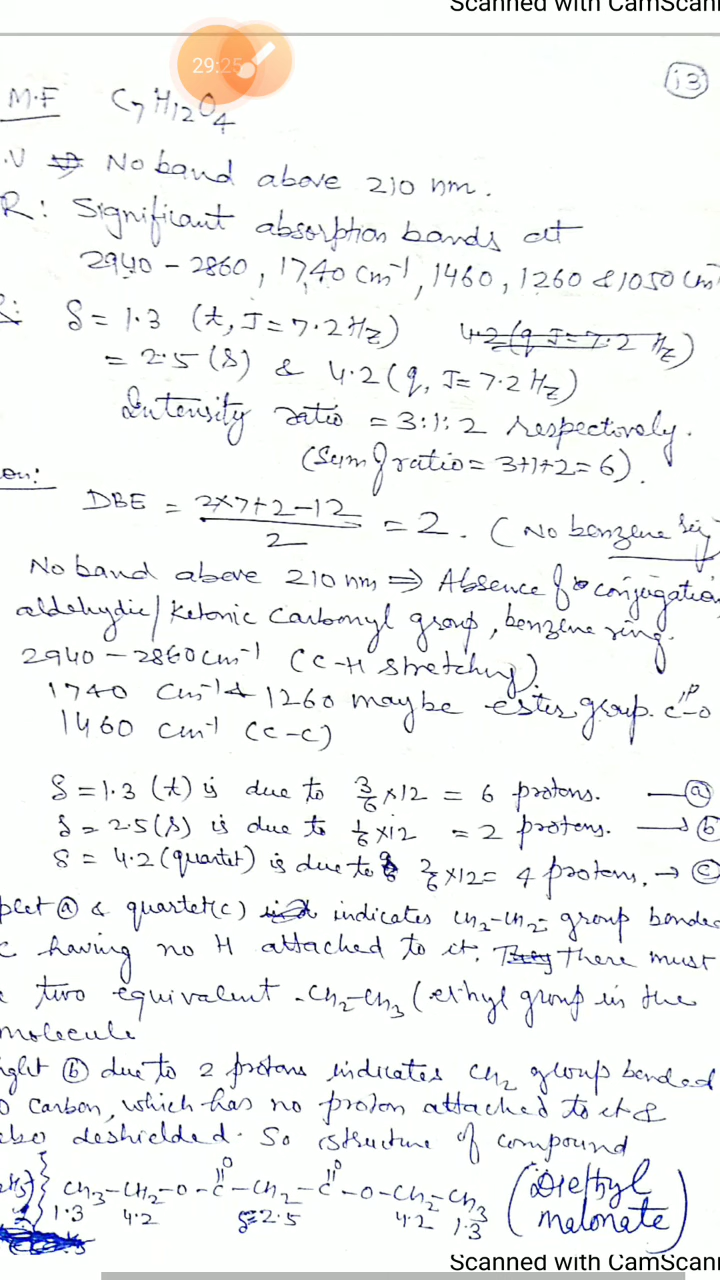 Scanned with CamScan
29:25
13
M.F C7H12O4
.V ⇒ No band above 210 nm.
R: Significant absorption bands at
2940 - 2860, 1740 cm-1, 1460, 1260 & 1050 cm-1
δ = 1.3 (t, J = 7.2 Hz) 4.2 (q J = 7.2 Hz)
= 2.5 (s) & 4.2 (q, J = 7.2 Hz)
Intensity ratio = 3:1:2 respectively.
(Sum of ratio = 3+1+2 = 6).
on:
DBE = 2x7+2-12 / 2 = 2. (No benzene
No band above 210 nm ⇒ Absence of conjugation,
aldehydic/Ketonic Carbonyl group, benzene ring.
2940 - 2860 cm-1 (C-H stretching)
1740 cm-1 & 1260 may be ester group. C-O
1460 cm-1 (C-C)
δ = 1.3 (t) is due to 3/6 x 12 = 6 protons. — (a)
δ = 2.5 (s) is due to 1/6 x 12 = 2 protons. → (b)
δ = 4.2 (quartet) is due to 2/6 x 12 = 4 protons. → (c)
plet (a) & quartet (c) indicates CH2-CH2- group bonded
c having no H attached to it. There must
two equivalent -CH2-CH3 (ethyl group in the
molecule
glet (b) due to 2 protons indicates CH2 group bonded
o carbon, which has no proton attached to it &
also deshielded. So structure of compound
CH3-CH2-O-C(=O)-CH2-C(=O)-O-CH2-CH3 (Diethyl
1.3 4.2 δ=2.5 4.2 1.3 malonate)
Scanned with CamScan